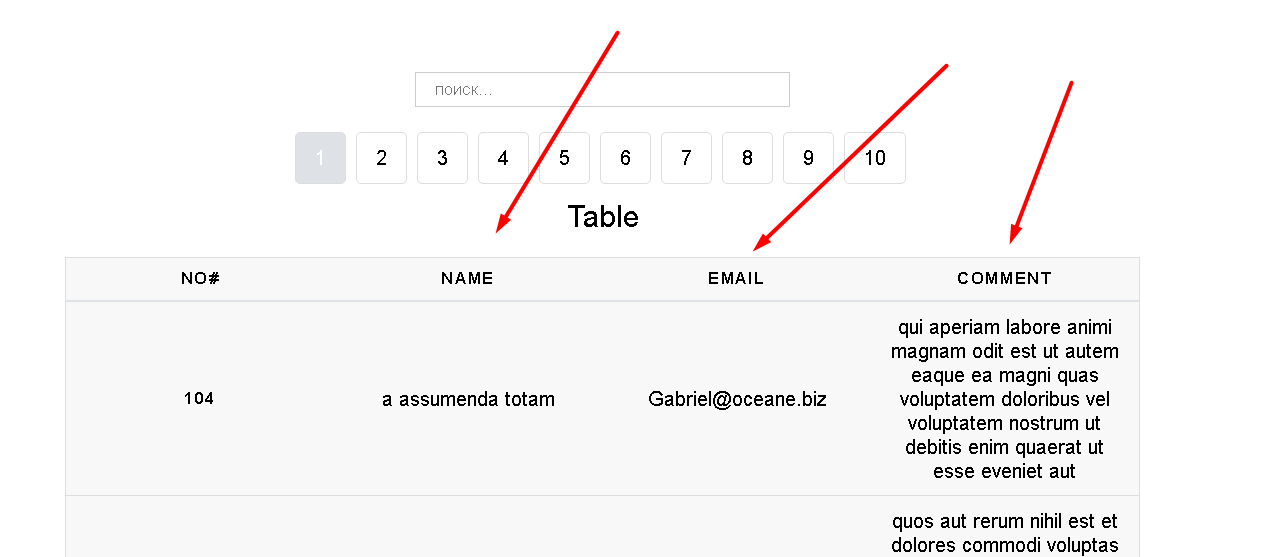 поиск...
1 2 3 4 5 6 7 8 9 10
Table
NO# NAME EMAIL COMMENT
qui aperiam labore animi
magnam odit est ut autem
eaque ea magni quas
104 a assumenda totam Gabriel@oceane.biz voluptatem doloribus vel
voluptatem nostrum ut
debitis enim quaerat ut
esse eveniet aut
quos aut rerum nihil est et
dolores commodi voluptas